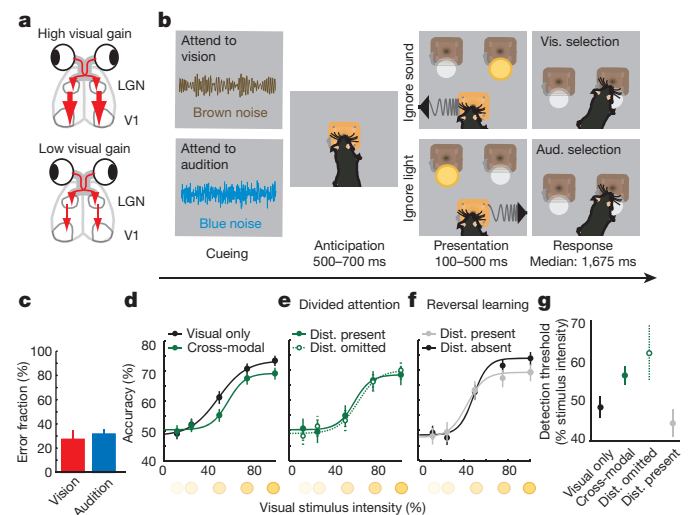 a
High visual gain
LGN
V1
Low visual gain
LGN
V1
b
Attend to
vision
Brown noise
Attend to
audition
Blue noise
Cueing
Anticipation
500–700 ms
Ignore sound
Ignore light
Presentation
100–500 ms
Vis. selection
Aud. selection
Response
Median: 1,675 ms
c
Error fraction (%)
100
80
60
40
20
0
Vision
Audition
d
Visual only
Cross-modal
Accuracy (%)
80
70
60
50
40
0 40 80
e
Divided attention
Dist. present
Dist. omitted
0 40 80
f
Reversal learning
Dist. present
Dist. absent
0 40 80
Visual stimulus intensity (%)
g
Detection threshold
(% stimulus intensity)
70
60
50
40
Visual only
Cross-modal
Dist. omitted
Dist. present